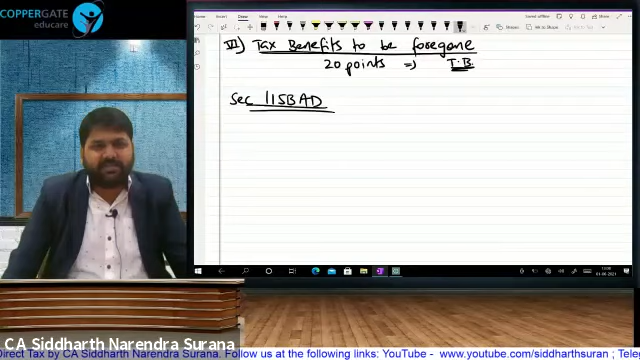 COPPERGATE
educare
VI) Tax Benefits to be foregone
20 points => T.B.
Sec 115BAD
CA Siddharth Narendra Surana
Direct Tax by CA Siddharth Narendra Surana. Follow us at the following links: YouTube - www.youtube.com/siddharthsuran ; Tele